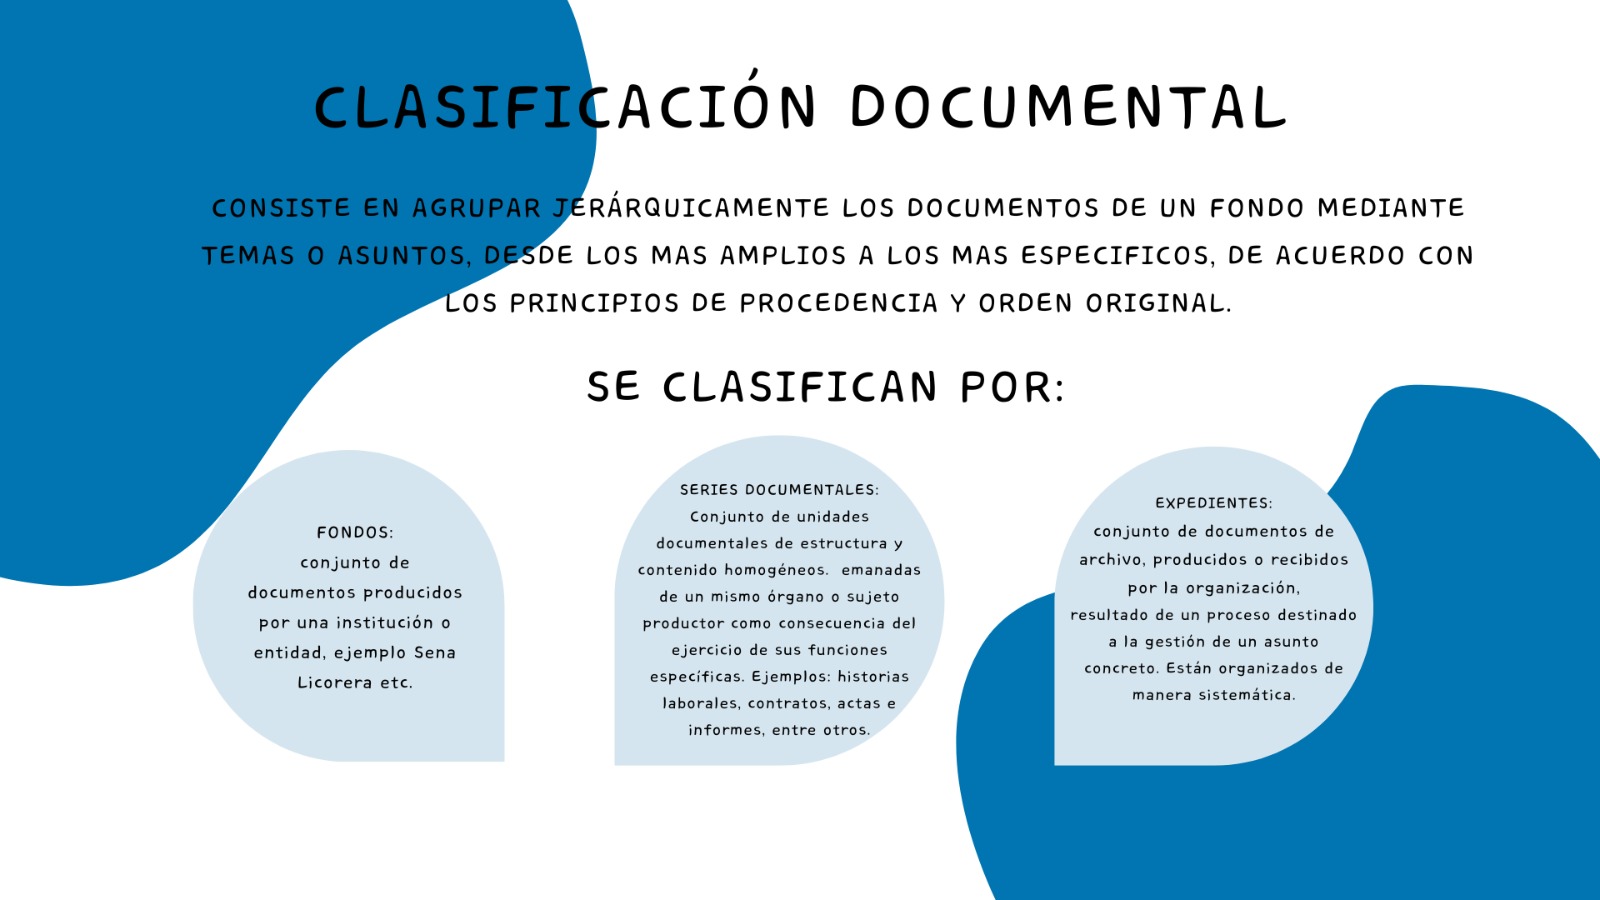 CLASIFICACIÓN DOCUMENTAL
CONSISTE EN AGRUPAR JERÁRQUICAMENTE LOS DOCUMENTOS DE UN FONDO MEDIANTE
TEMAS O ASUNTOS, DESDE LOS MAS AMPLIOS A LOS MAS ESPECIFICOS, DE ACUERDO CON
LOS PRINCIPIOS DE PROCEDENCIA Y ORDEN ORIGINAL.
SE CLASIFICAN POR:
FONDOS:
conjunto de
documentos producidos
por una institución o
entidad, ejemplo Sena
Licorera etc.
SERIES DOCUMENTALES:
Conjunto de unidades
documentales de estructura y
contenido homogéneos.  emanadas
de un mismo órgano o sujeto
productor como consecuencia del
ejercicio de sus funciones
específicas. Ejemplos: historias
laborales, contratos, actas e
informes, entre otros.
EXPEDIENTES:
conjunto de documentos de
archivo, producidos o recibidos
por la organización,
resultado de un proceso destinado
a la gestión de un asunto
concreto. Están organizados de
manera sistemática.